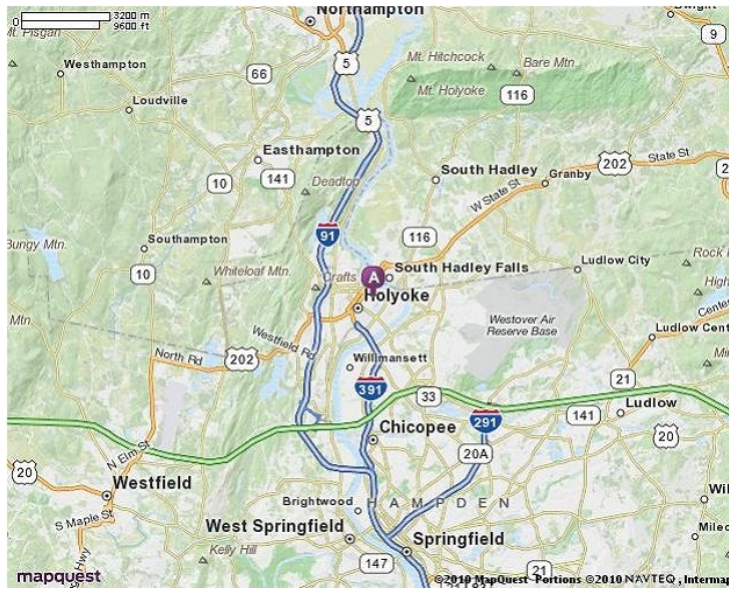 3200 m
0
9600 ft
Northampton
Dwight
Mt. Pisgah
5
Mt. Hitchcock
Bare Mtn.
9
Westhampton
66
Mt. Holyoke
116
Loudville
5
Easthampton
202
State St
141
South Hadley
Granby
10
Deadtop
W State St
91
116
Bungy Mtn.
Southampton
Rock
10
Whiteloaf Mtn.
Crafts
A
South Hadley Falls
Ludlow City
High
Holyoke
Mtn.
Westover Air
Reserve Base
Center
Westfield Rd
Ludlow Cent
North Rd
202
Willimansett
391
33
21
291
141
Ludlow
Chicopee
20
N Elm St
20A
20
Westfield
Brightwood
HAMPDEN
Wil
S Maple St
West Springfield
Springfield
Kelly Hill
147
21
Hwy
mapquest
©2010 MapQuest Portions ©2010 NAVTEQ, Intermap